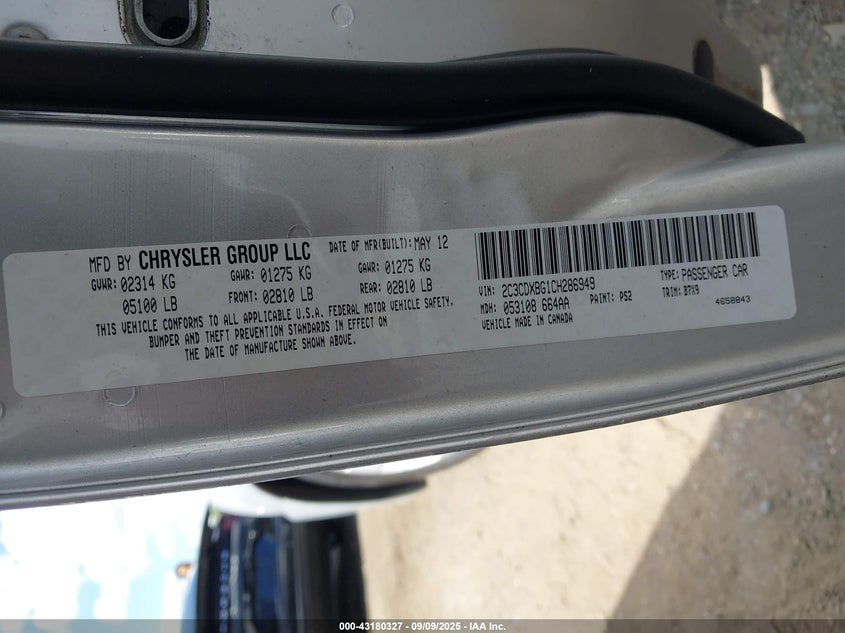 MFD BY CHRYSLER GROUP LLC DATE OF MFR(BUILT): MAY 12
GVWR: 02314 KG GAWR: 01275 KG GAWR: 01275 KG
05100 LB FRONT: 02810 LB REAR: 02810 LB
THIS VEHICLE CONFORMS TO ALL APPLICABLE U.S.A. FEDERAL MOTOR VEHICLE SAFETY,
BUMPER AND THEFT PREVENTION STANDARDS IN EFFECT ON
THE DATE OF MANUFACTURE SHOWN ABOVE.
VIN: 2C3CDXBG1CH286949 TYPE: PASSENGER CAR
MDH: 053108 664AA PAINT: PS2 TRIM: B7X9
VEHICLE MADE IN CANADA 4658843
000-43180327 - 09/09/2025 - IAA Inc.